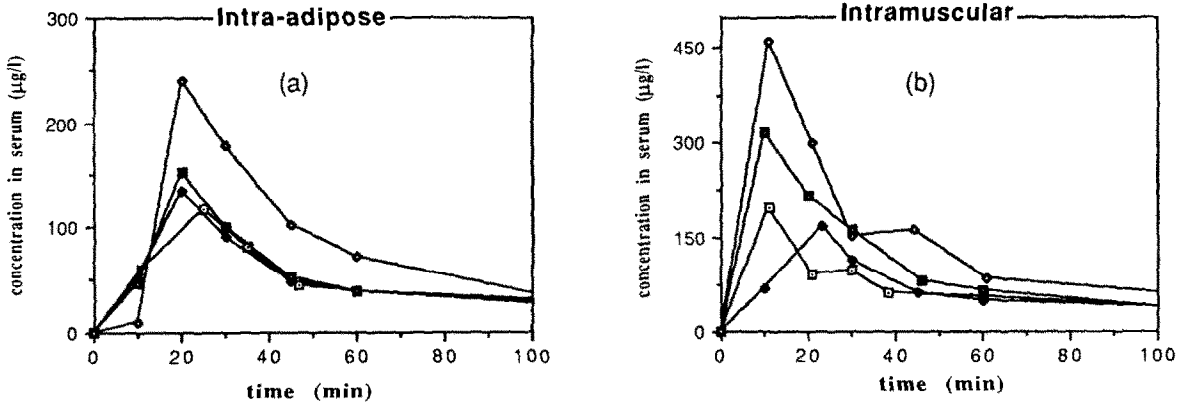 Intra-adipose
300
200
100
0
concentration in serum (µg/l)
(a)
0 20 40 60 80 100
time (min)
Intramuscular
450
300
150
0
concentration in serum (µg/l)
(b)
0 20 40 60 80 100
time (min)